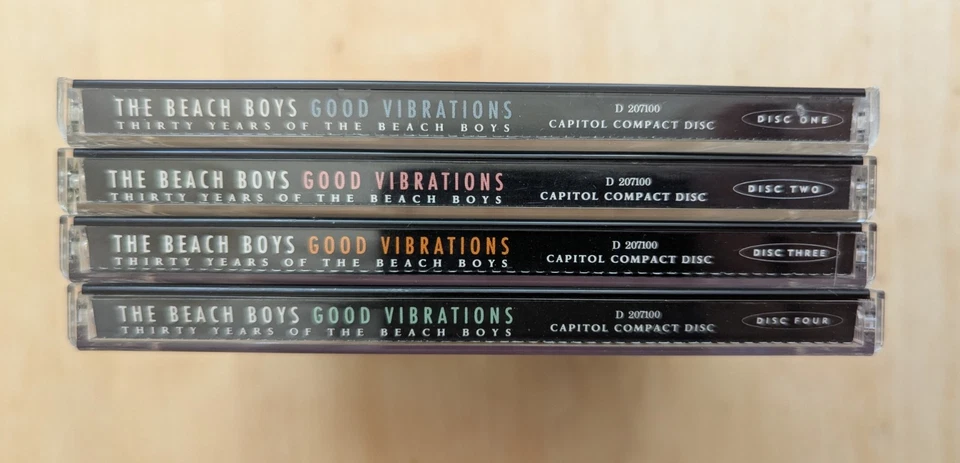 THE BEACH BOYS GOOD VIBRATIONS
THIRTY YEARS OF THE BEACH BOYS
D 207100
CAPITOL COMPACT DISC
DISC ONE
THE BEACH BOYS GOOD VIBRATIONS
THIRTY YEARS OF THE BEACH BOYS
D 207100
CAPITOL COMPACT DISC
DISC TWO
THE BEACH BOYS GOOD VIBRATIONS
THIRTY YEARS OF THE BEACH BOYS
D 207100
CAPITOL COMPACT DISC
DISC THREE
THE BEACH BOYS GOOD VIBRATIONS
THIRTY YEARS OF THE BEACH BOYS
D 207100
CAPITOL COMPACT DISC
DISC FOUR